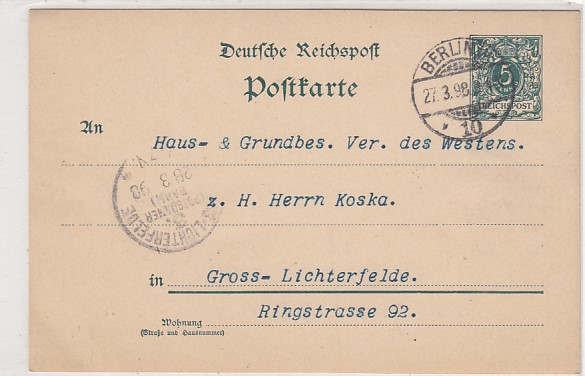 Deutsche Reichspost
Postkarte
BERLIN
27.3.98
10
5
REICHSPOST
An
Haus- & Grundbes. Ver. des Westens.
z. H. Herrn Koska.
28 3 98
LICHTERFELDE
in
Gross- Lichterfelde.
Ringstrasse 92.
Wohnung
(Straße und Hausnummer)